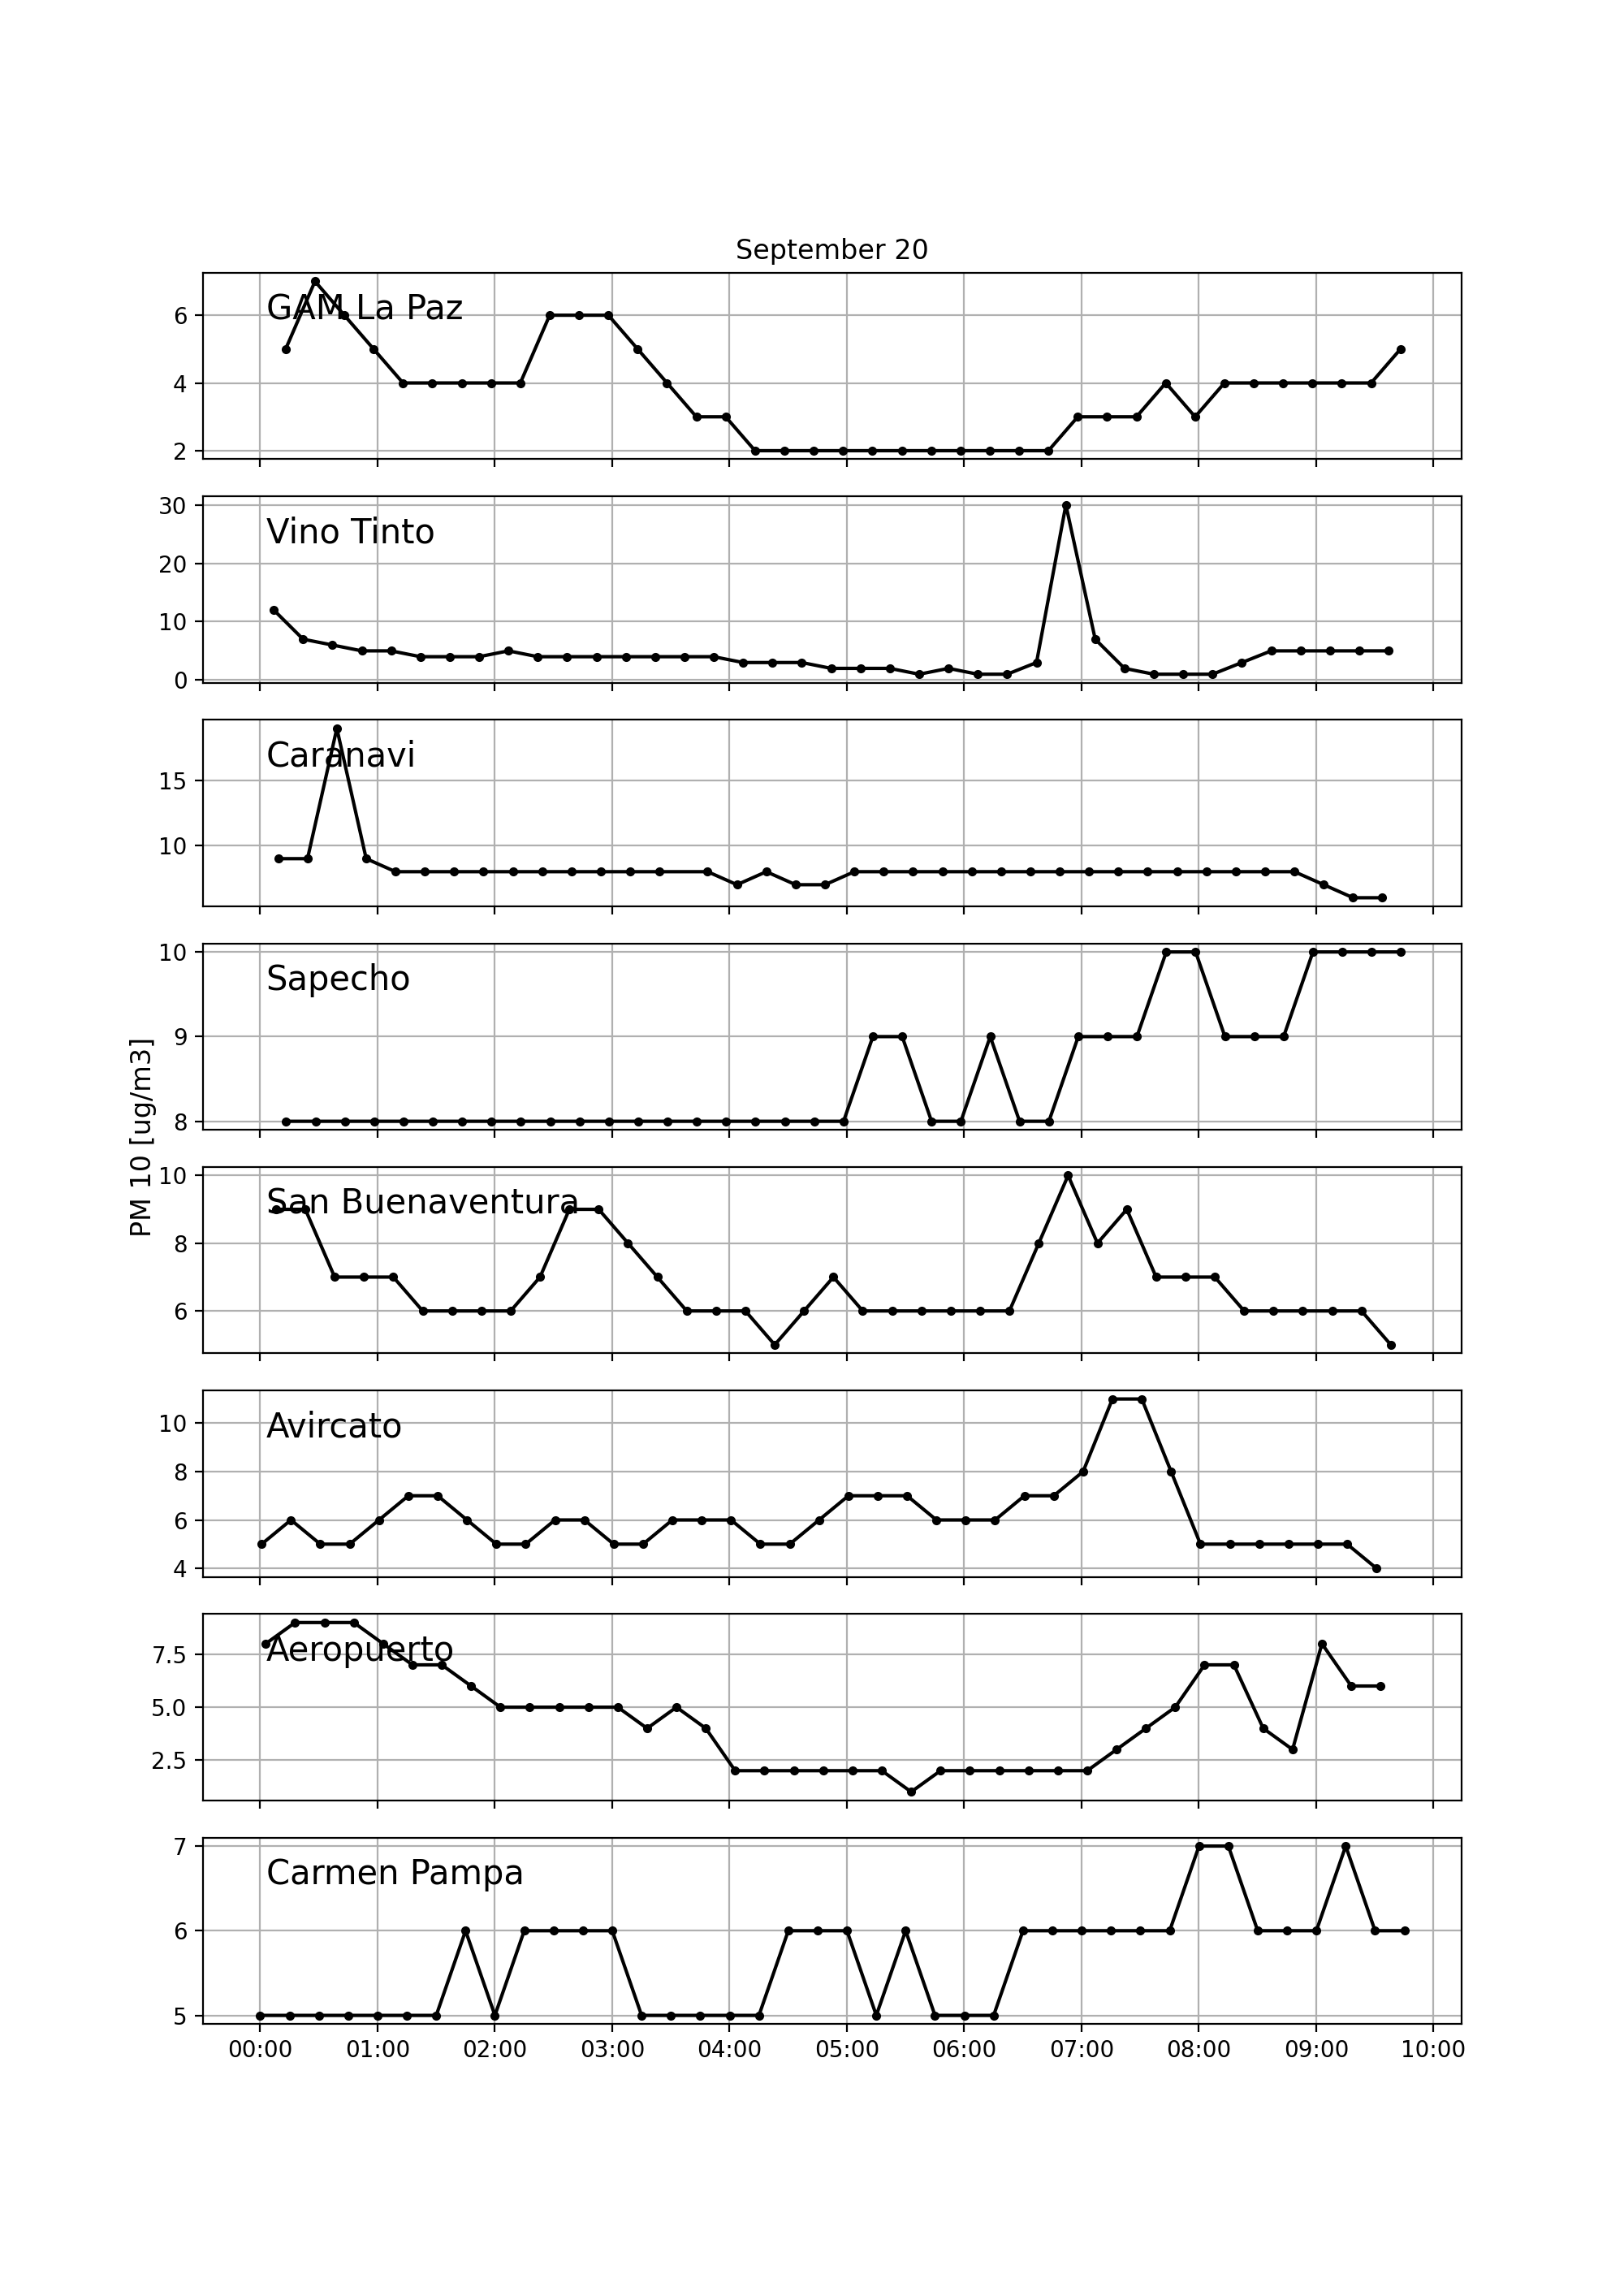 September 20
GAM La Paz
6
4
2
Vino Tinto
30
20
10
0
Caranavi
15
10
Sapecho
10
9
8
PM 10 [ug/m3]
San Buenaventura
10
8
6
Avircato
10
8
6
4
Aeropuerto
7.5
5.0
2.5
Carmen Pampa
7
6
5
00:00 01:00 02:00 03:00 04:00 05:00 06:00 07:00 08:00 09:00 10:00